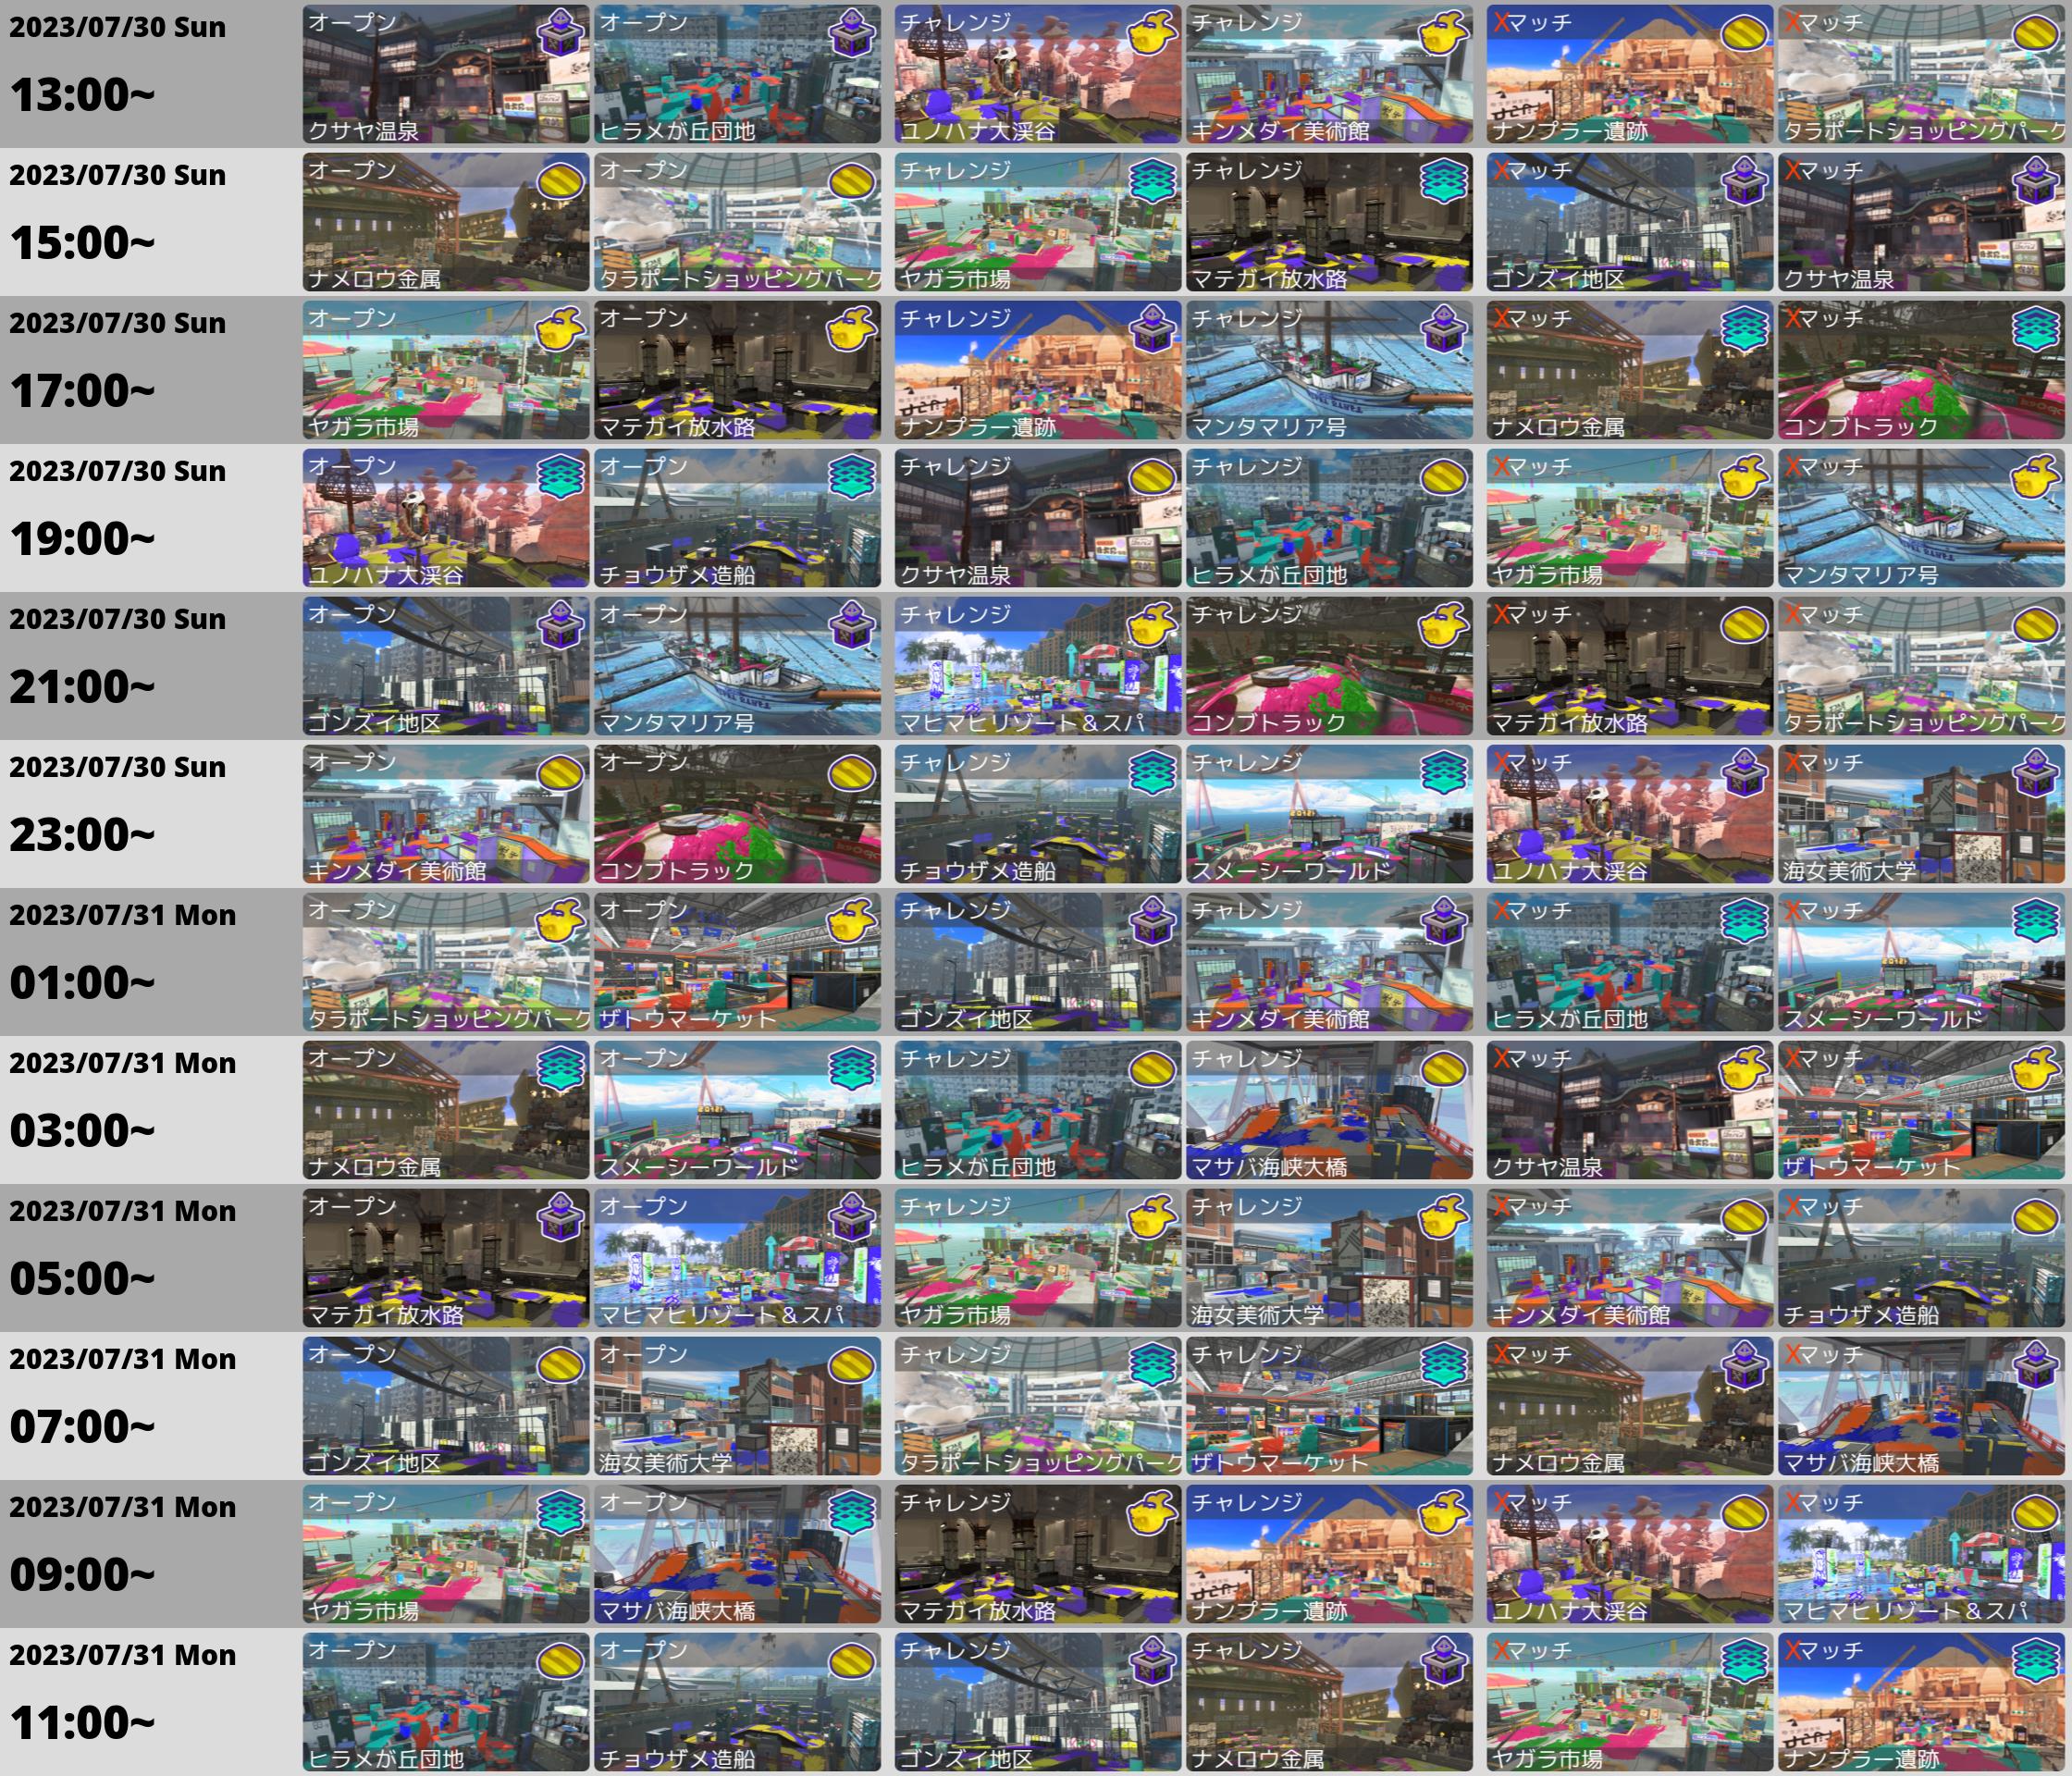 2023/07/30 Sun
13:00~
オープン
クサヤ温泉
オープン
ヒラメが丘団地
チャレンジ
ユノハナ大渓谷
チャレンジ
キンメダイ美術館
Xマッチ
ナンプラー遺跡
Xマッチ
タラポートショッピングパーク
2023/07/30 Sun
15:00~
オープン
ナメロウ金属
オープン
タラポートショッピングパーク
チャレンジ
ヤガラ市場
チャレンジ
マテガイ放水路
Xマッチ
ゴンズイ地区
Xマッチ
クサヤ温泉
2023/07/30 Sun
17:00~
オープン
ヤガラ市場
オープン
マテガイ放水路
チャレンジ
ナンプラー遺跡
チャレンジ
マンタマリア号
Xマッチ
ナメロウ金属
Xマッチ
コンブトラック
2023/07/30 Sun
19:00~
オープン
ユノハナ大渓谷
オープン
チョウザメ造船
チャレンジ
クサヤ温泉
チャレンジ
ヒラメが丘団地
Xマッチ
ヤガラ市場
Xマッチ
マンタマリア号
2023/07/30 Sun
21:00~
オープン
ゴンズイ地区
オープン
マンタマリア号
チャレンジ
マヒマヒリゾート＆スパ
チャレンジ
コンブトラック
Xマッチ
マテガイ放水路
Xマッチ
タラポートショッピングパーク
2023/07/30 Sun
23:00~
オープン
キンメダイ美術館
オープン
コンブトラック
チャレンジ
チョウザメ造船
チャレンジ
スメーシーワールド
Xマッチ
ユノハナ大渓谷
Xマッチ
海女美術大学
2023/07/31 Mon
01:00~
オープン
タラポートショッピングパーク
オープン
ザトウマーケット
チャレンジ
ゴンズイ地区
チャレンジ
キンメダイ美術館
Xマッチ
ヒラメが丘団地
Xマッチ
スメーシーワールド
2023/07/31 Mon
03:00~
オープン
ナメロウ金属
オープン
スメーシーワールド
チャレンジ
ヒラメが丘団地
チャレンジ
マサバ海峡大橋
Xマッチ
クサヤ温泉
Xマッチ
ザトウマーケット
2023/07/31 Mon
05:00~
オープン
マテガイ放水路
オープン
マヒマヒリゾート＆スパ
チャレンジ
ヤガラ市場
チャレンジ
海女美術大学
Xマッチ
キンメダイ美術館
Xマッチ
チョウザメ造船
2023/07/31 Mon
07:00~
オープン
ゴンズイ地区
オープン
海女美術大学
チャレンジ
タラポートショッピングパーク
チャレンジ
ザトウマーケット
Xマッチ
ナメロウ金属
Xマッチ
マサバ海峡大橋
2023/07/31 Mon
09:00~
オープン
ヤガラ市場
オープン
マサバ海峡大橋
チャレンジ
マテガイ放水路
チャレンジ
ナンプラー遺跡
Xマッチ
ユノハナ大渓谷
Xマッチ
マヒマヒリゾート＆スパ
2023/07/31 Mon
11:00~
オープン
ヒラメが丘団地
オープン
チョウザメ造船
チャレンジ
ゴンズイ地区
チャレンジ
ナメロウ金属
Xマッチ
ヤガラ市場
Xマッチ
ナンプラー遺跡